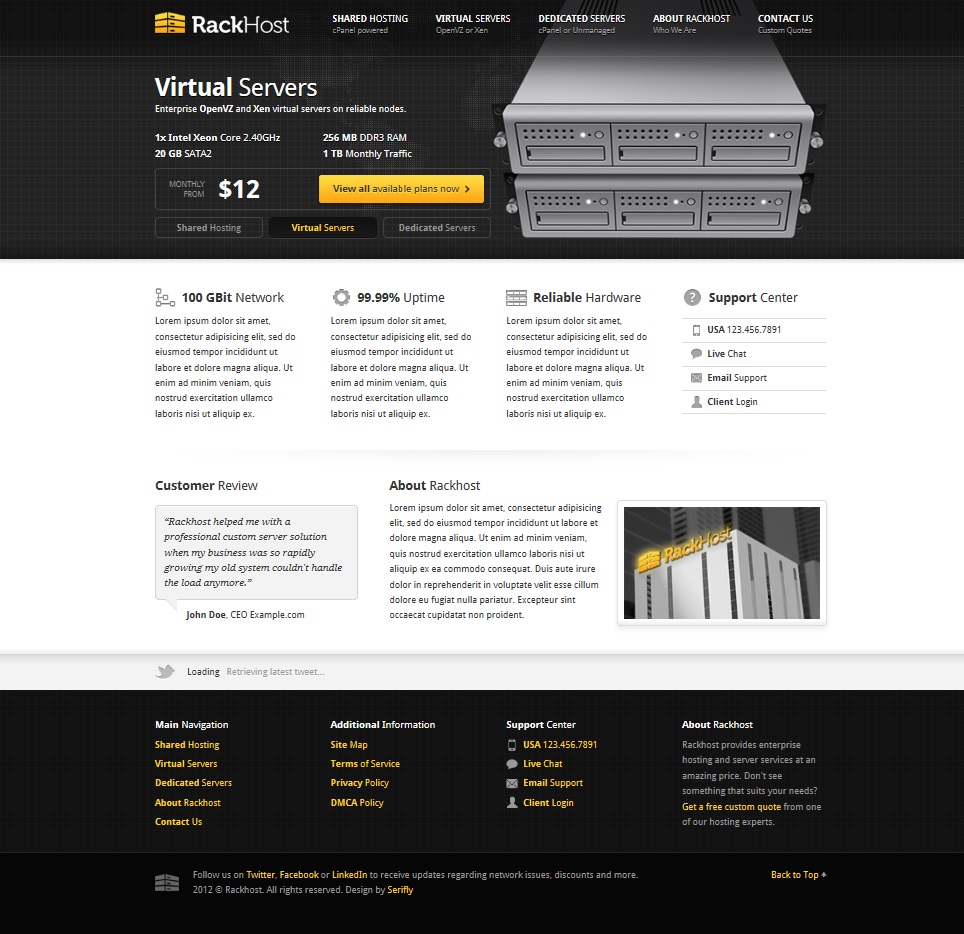 RackHost
SHARED HOSTING
cPanel powered
VIRTUAL SERVERS
OpenVZ or Xen
DEDICATED SERVERS
cPanel or Unmanaged
ABOUT RACKHOST
Who We Are
CONTACT US
Custom Quotes
Virtual Servers
Enterprise OpenVZ and Xen virtual servers on reliable nodes.
1x Intel Xeon Core 2.40GHz
256 MB DDR3 RAM
20 GB SATA2
1 TB Monthly Traffic
MONTHLY
FROM
$12
View all available plans now
Shared Hosting
Virtual Servers
Dedicated Servers
100 GBit Network
Lorem ipsum dolor sit amet,
consectetur adipisicing elit, sed do
eiusmod tempor incididunt ut
labore et dolore magna aliqua. Ut
enim ad minim veniam, quis
nostrud exercitation ullamco
laboris nisi ut aliquip ex.
99.99% Uptime
Lorem ipsum dolor sit amet,
consectetur adipisicing elit, sed do
eiusmod tempor incididunt ut
labore et dolore magna aliqua. Ut
enim ad minim veniam, quis
nostrud exercitation ullamco
laboris nisi ut aliquip ex.
Reliable Hardware
Lorem ipsum dolor sit amet,
consectetur adipisicing elit, sed do
eiusmod tempor incididunt ut
labore et dolore magna aliqua. Ut
enim ad minim veniam, quis
nostrud exercitation ullamco
laboris nisi ut aliquip ex.
Support Center
USA 123.456.7891
Live Chat
Email Support
Client Login
Customer Review
“Rackhost helped me with a
professional custom server solution
when my business was so rapidly
growing my old system couldn't handle
the load anymore.”
John Doe, CEO Example.com
About Rackhost
Lorem ipsum dolor sit amet, consectetur adipisicing
elit, sed do eiusmod tempor incididunt ut labore et
dolore magna aliqua. Ut enim ad minim veniam,
quis nostrud exercitation ullamco laboris nisi ut
aliquip ex ea commodo consequat. Duis aute irure
dolor in reprehenderit in voluptate velit esse cillum
dolore eu fugiat nulla pariatur. Excepteur sint
occaecat cupidatat non proident.
RackHost
Loading Retrieving latest tweet...
Main Navigation
Shared Hosting
Virtual Servers
Dedicated Servers
About Rackhost
Contact Us
Additional Information
Site Map
Terms of Service
Privacy Policy
DMCA Policy
Support Center
USA 123.456.7891
Live Chat
Email Support
Client Login
About Rackhost
Rackhost provides enterprise
hosting and server services at an
amazing price. Don't see
something that suits your needs?
Get a free custom quote from one
of our hosting experts.
Follow us on Twitter, Facebook or LinkedIn to receive updates regarding network issues, discounts and more.
2012 © Rackhost. All rights reserved. Design by Serifly
Back to Top